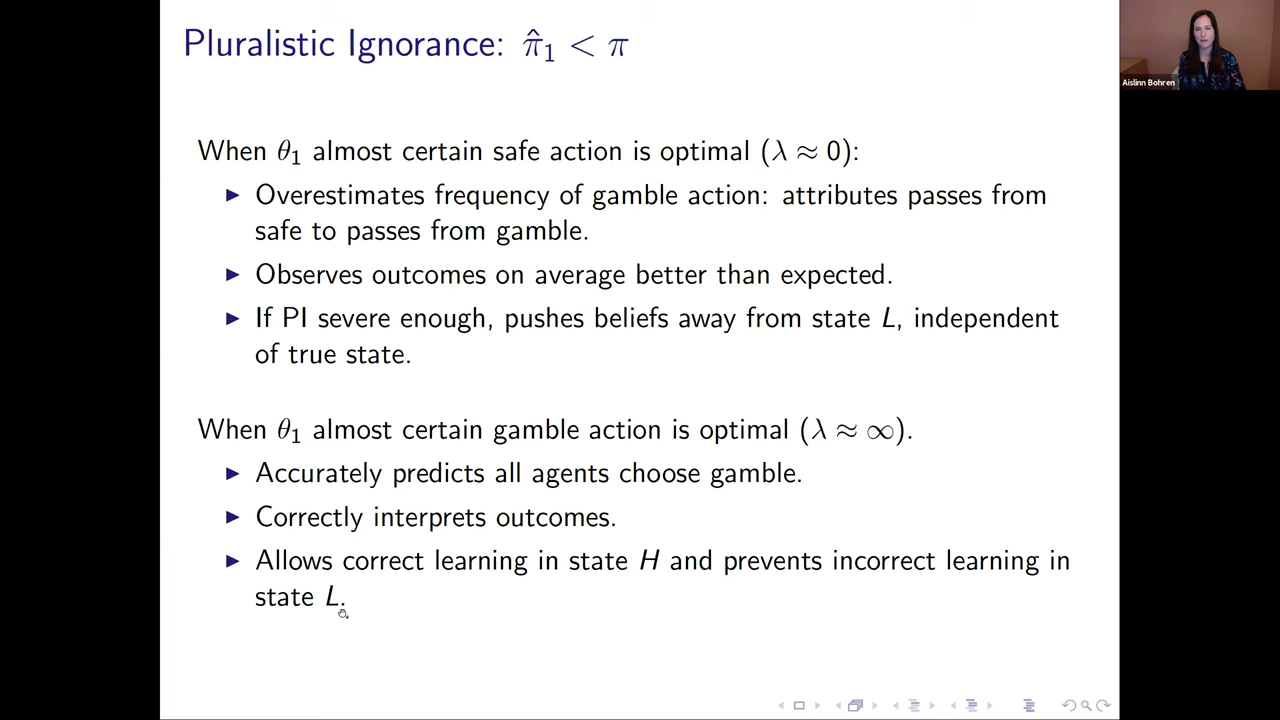 Pluralistic Ignorance: π̂₁ < π
Aislinn Bohren
When θ₁ almost certain safe action is optimal (λ ≈ 0):
▶ Overestimates frequency of gamble action: attributes passes from
safe to passes from gamble.
▶ Observes outcomes on average better than expected.
▶ If PI severe enough, pushes beliefs away from state L, independent
of true state.
When θ₁ almost certain gamble action is optimal (λ ≈ ∞).
▶ Accurately predicts all agents choose gamble.
▶ Correctly interprets outcomes.
▶ Allows correct learning in state H and prevents incorrect learning in
state L.